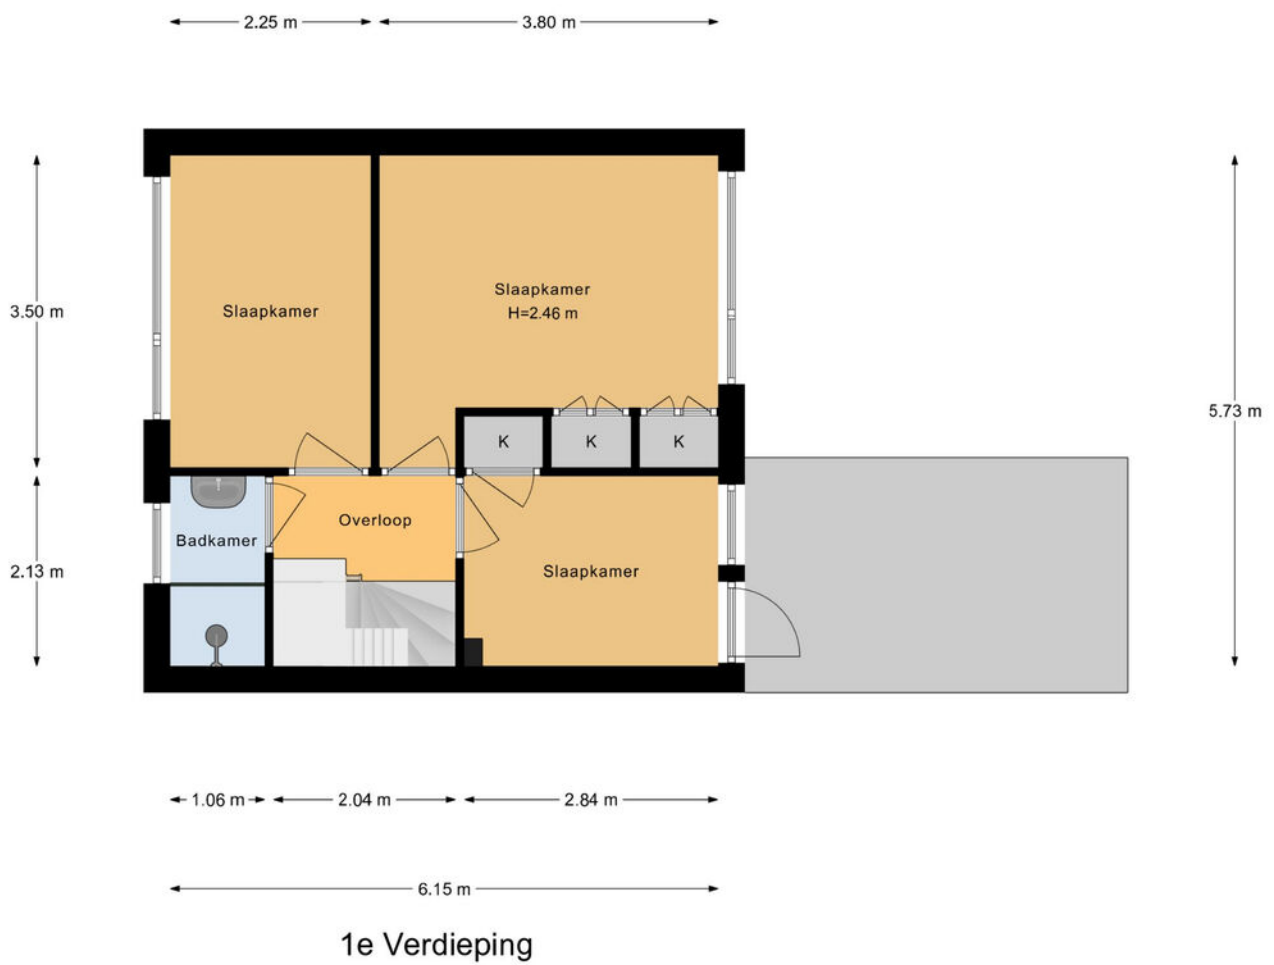 2.25 m
3.80 m
3.50 m
Slaapkamer
Slaapkamer
H=2.46 m
5.73 m
K
K
K
Badkamer
Overloop
2.13 m
Slaapkamer
1.06 m
2.04 m
2.84 m
6.15 m
1e Verdieping